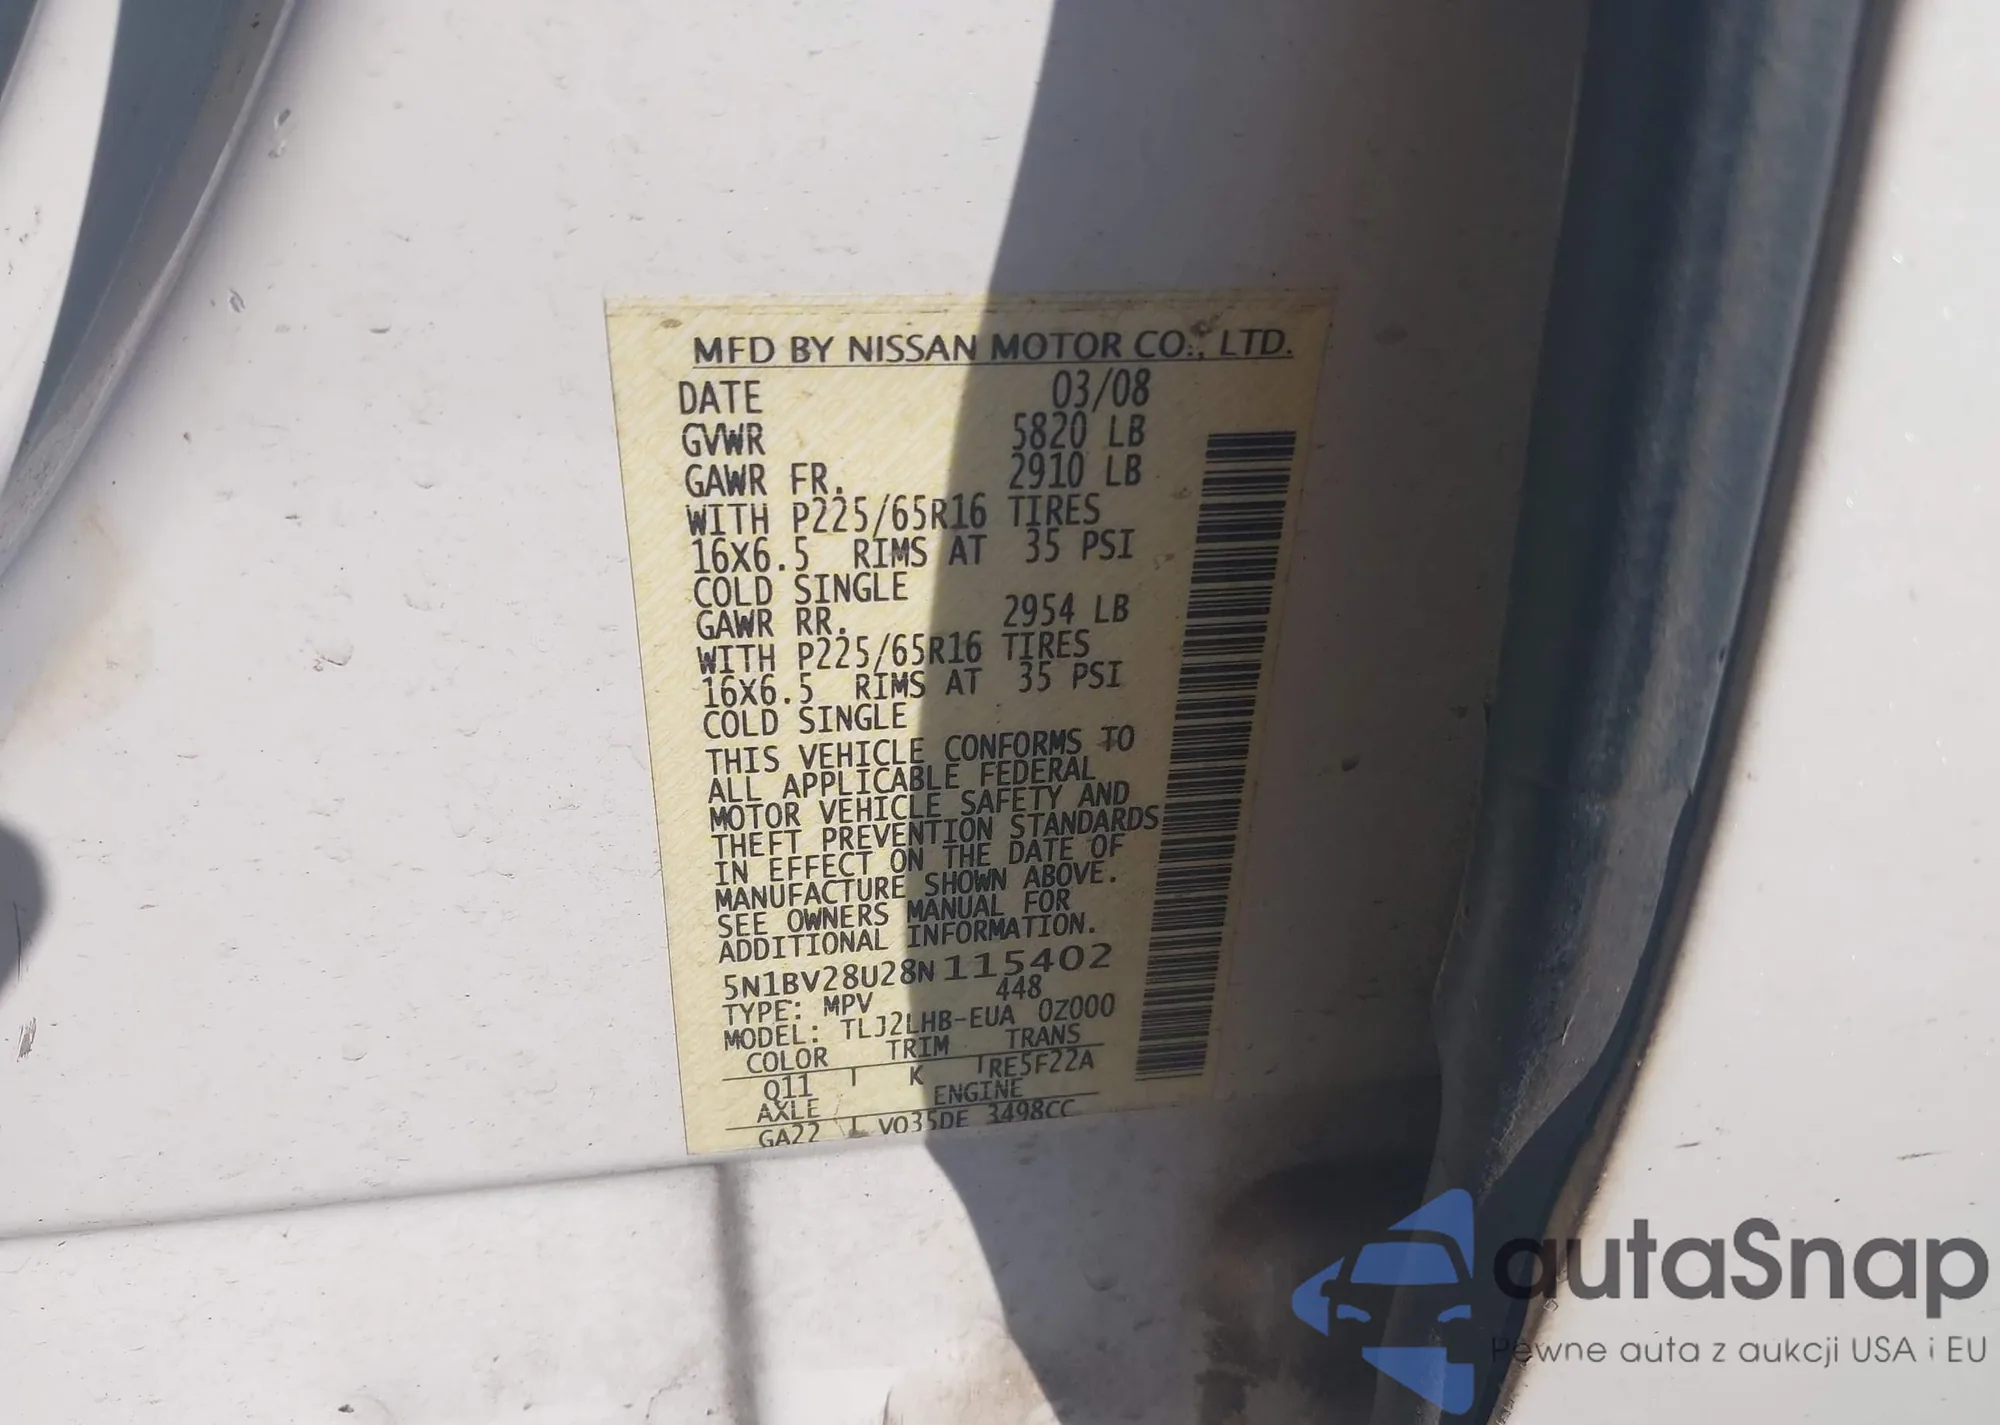 MFD BY NISSAN MOTOR CO., LTD.
DATE 03/08
GVWR 5820 LB
GAWR FR. 2910 LB
WITH P225/65R16 TIRES
16X6.5 RIMS AT 35 PSI
COLD SINGLE
GAWR RR. 2954 LB
WITH P225/65R16 TIRES
16X6.5 RIMS AT 35 PSI
COLD SINGLE
THIS VEHICLE CONFORMS TO
ALL APPLICABLE FEDERAL
MOTOR VEHICLE SAFETY AND
THEFT PREVENTION STANDARDS
IN EFFECT ON THE DATE OF
MANUFACTURE SHOWN ABOVE.
SEE OWNERS MANUAL FOR
ADDITIONAL INFORMATION.
5N1BV28U28N115402
TYPE: MPV 448
MODEL: TLJ2LHB-EUA 0Z000
COLOR TRIM TRANS
Q11 K RE5F22A
AXLE ENGINE
GA22 VQ35DE 3498CC
autaSnap
Pewne auta z aukcji USA i EU